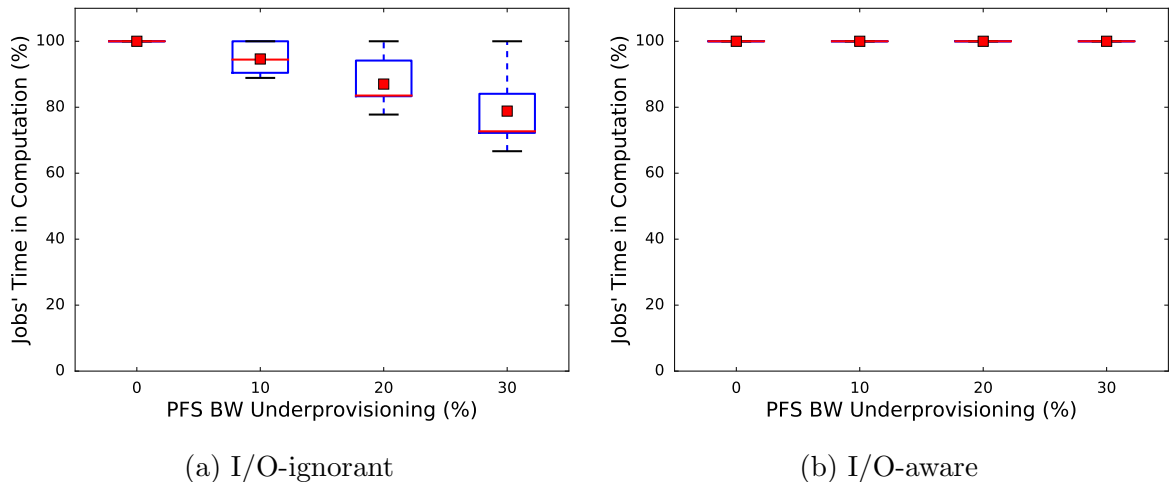 100
80
60
40
20
0
Jobs' Time in Computation (%)
0 10 20 30
PFS BW Underprovisioning (%)
(a) I/O-ignorant
100
80
60
40
20
0
Jobs' Time in Computation (%)
0 10 20 30
PFS BW Underprovisioning (%)
(b) I/O-aware